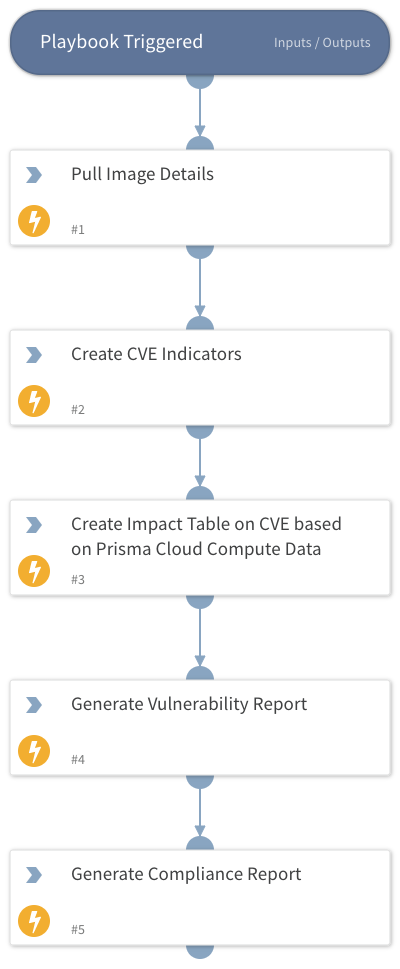 Playbook Triggered
Inputs / Outputs
Pull Image Details
#1
Create CVE Indicators
#2
Create Impact Table on CVE based
on Prisma Cloud Compute Data
#3
Generate Vulnerability Report
#4
Generate Compliance Report
#5